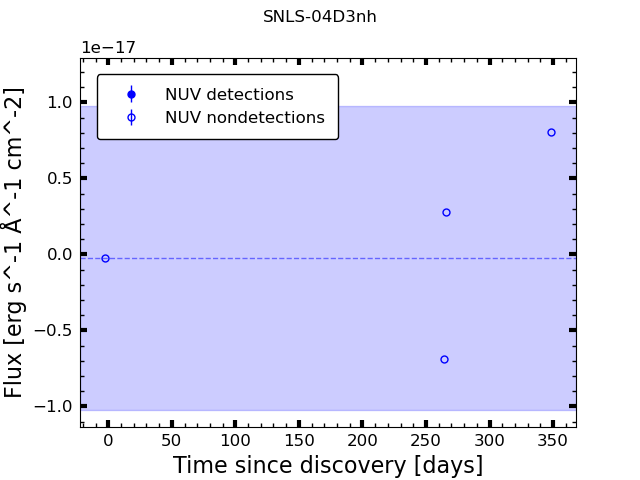 SNLS-04D3nh
1e−17
NUV detections
NUV nondetections
1.0
0.5
0.0
−0.5
−1.0
Flux [erg s^-1 Å^-1 cm^-2]
0 50 100 150 200 250 300 350
Time since discovery [days]